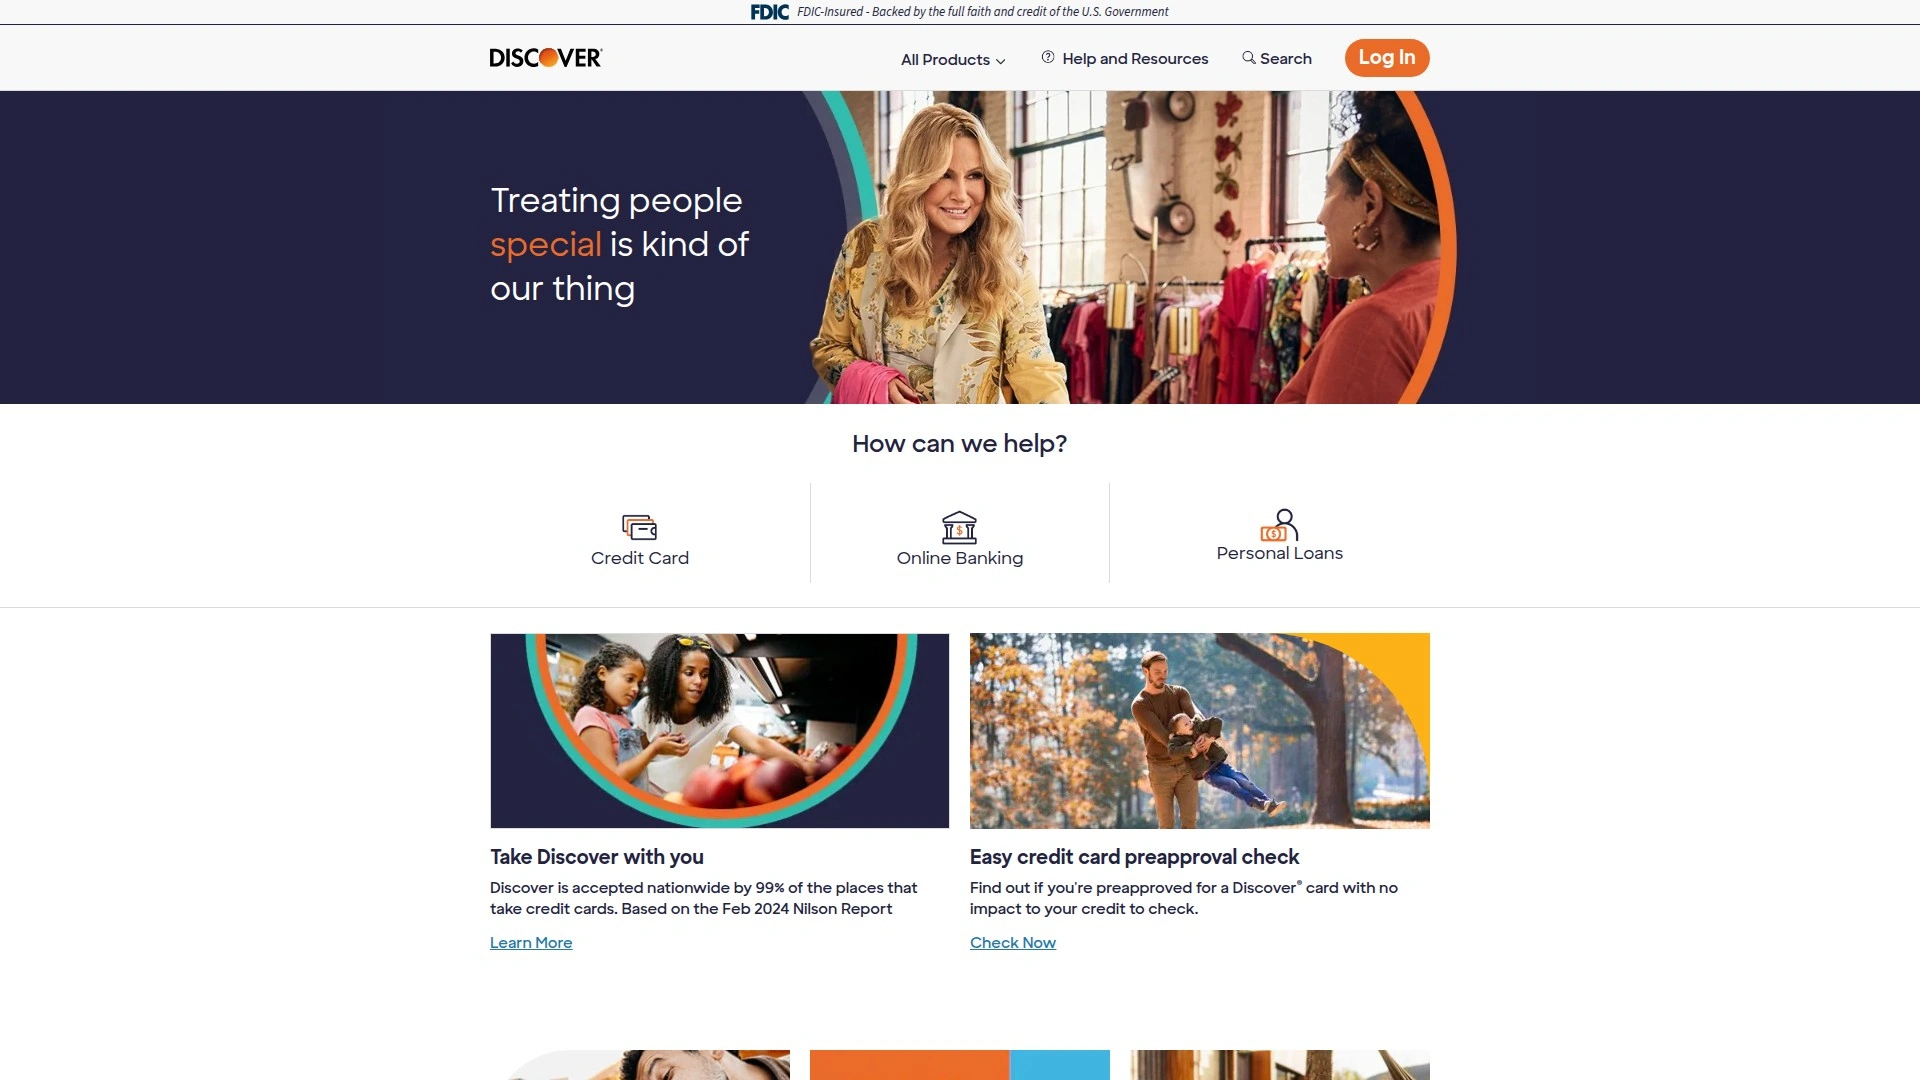 FDIC FDIC-Insured - Backed by the full faith and credit of the U.S. Government
DISCOVER
All Products
Help and Resources
Search
Log In
Treating people
special is kind of
our thing
How can we help?
Credit Card
Online Banking
Personal Loans
Take Discover with you
Discover is accepted nationwide by 99% of the places that
take credit cards. Based on the Feb 2024 Nilson Report
Learn More
Easy credit card preapproval check
Find out if you're preapproved for a Discover® card with no
impact to your credit to check.
Check Now